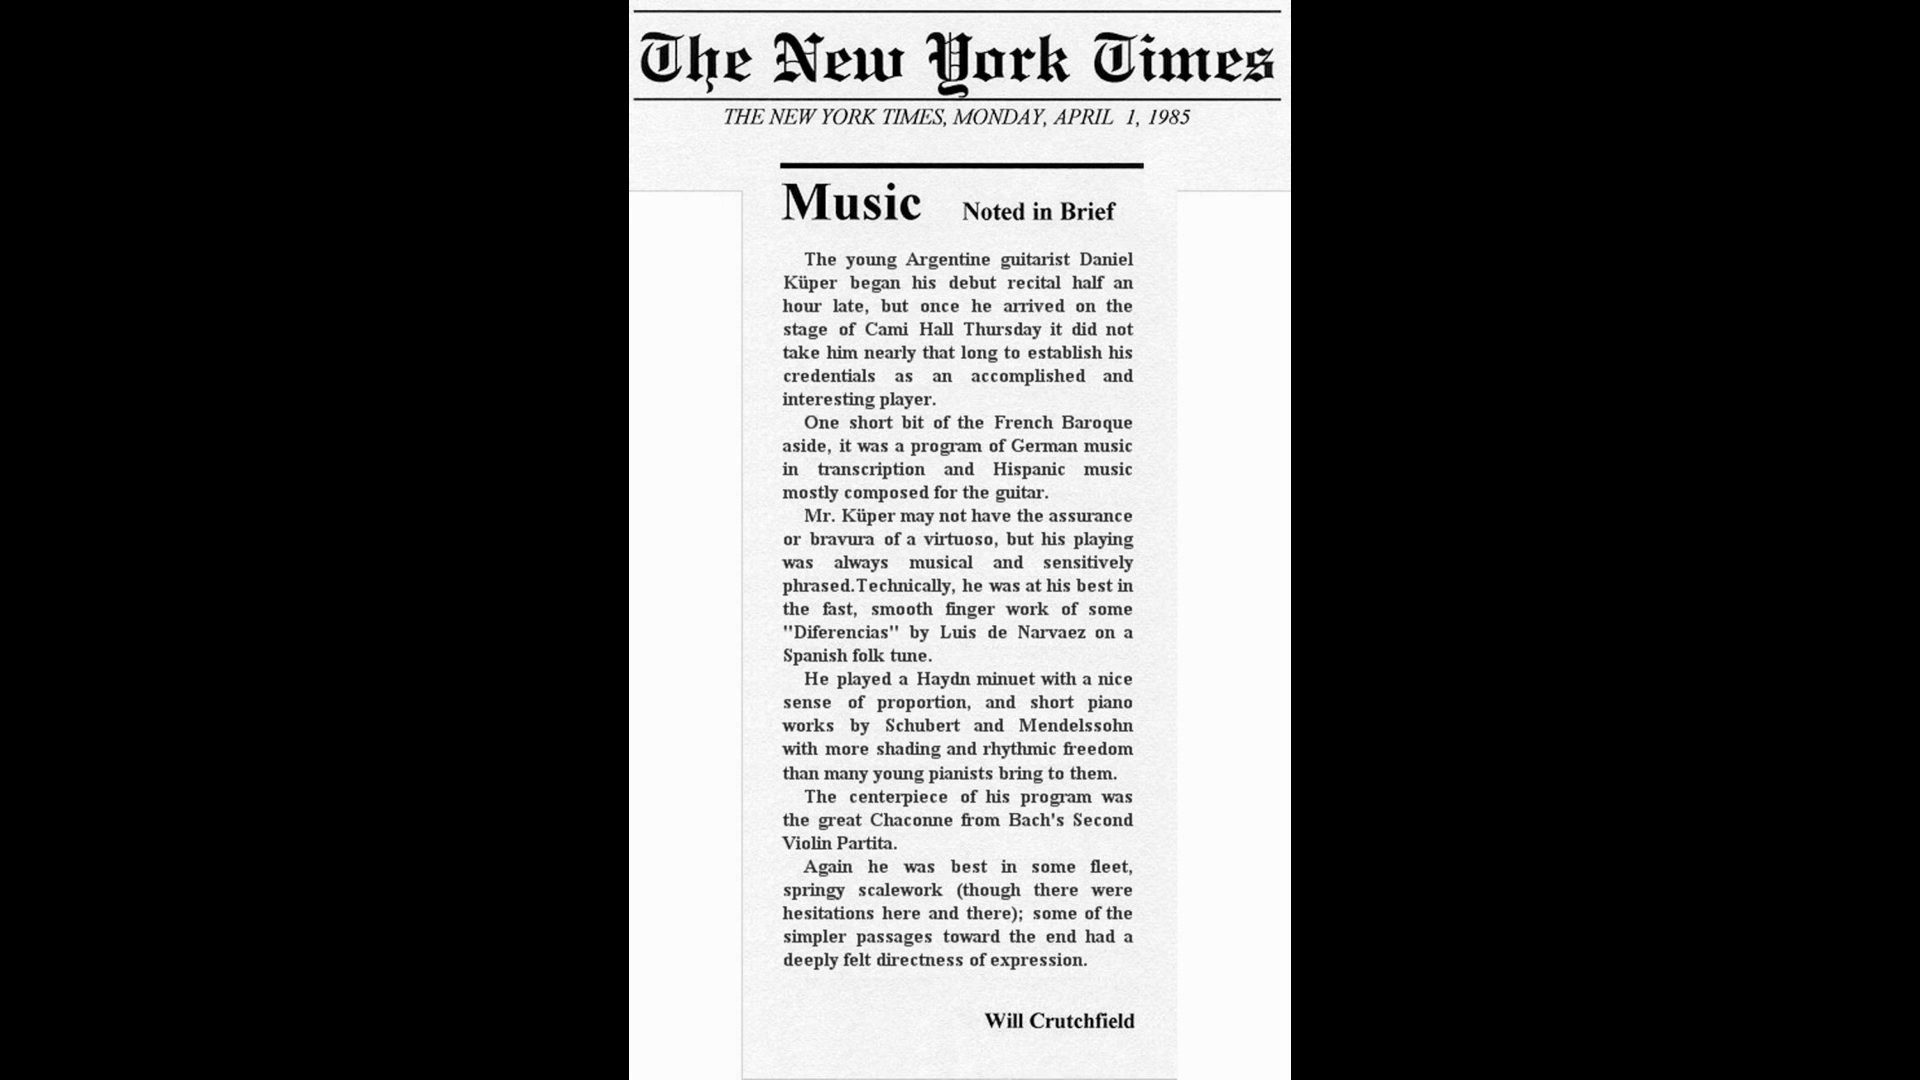 The New York Times
THE NEW YORK TIMES, MONDAY, APRIL 1, 1985
Music Noted in Brief
The young Argentine guitarist Daniel
Küper began his debut recital half an
hour late, but once he arrived on the
stage of Cami Hall Thursday it did not
take him nearly that long to establish his
credentials as an accomplished and
interesting player.
One short bit of the French Baroque
aside, it was a program of German music
in transcription and Hispanic music
mostly composed for the guitar.
Mr. Küper may not have the assurance
or bravura of a virtuoso, but his playing
was always musical and sensitively
phrased.Technically, he was at his best in
the fast, smooth finger work of some
"Diferencias" by Luis de Narvaez on a
Spanish folk tune.
He played a Haydn minuet with a nice
sense of proportion, and short piano
works by Schubert and Mendelssohn
with more shading and rhythmic freedom
than many young pianists bring to them.
The centerpiece of his program was
the great Chaconne from Bach's Second
Violin Partita.
Again he was best in some fleet,
springy scalework (though there were
hesitations here and there); some of the
simpler passages toward the end had a
deeply felt directness of expression.
Will Crutchfield